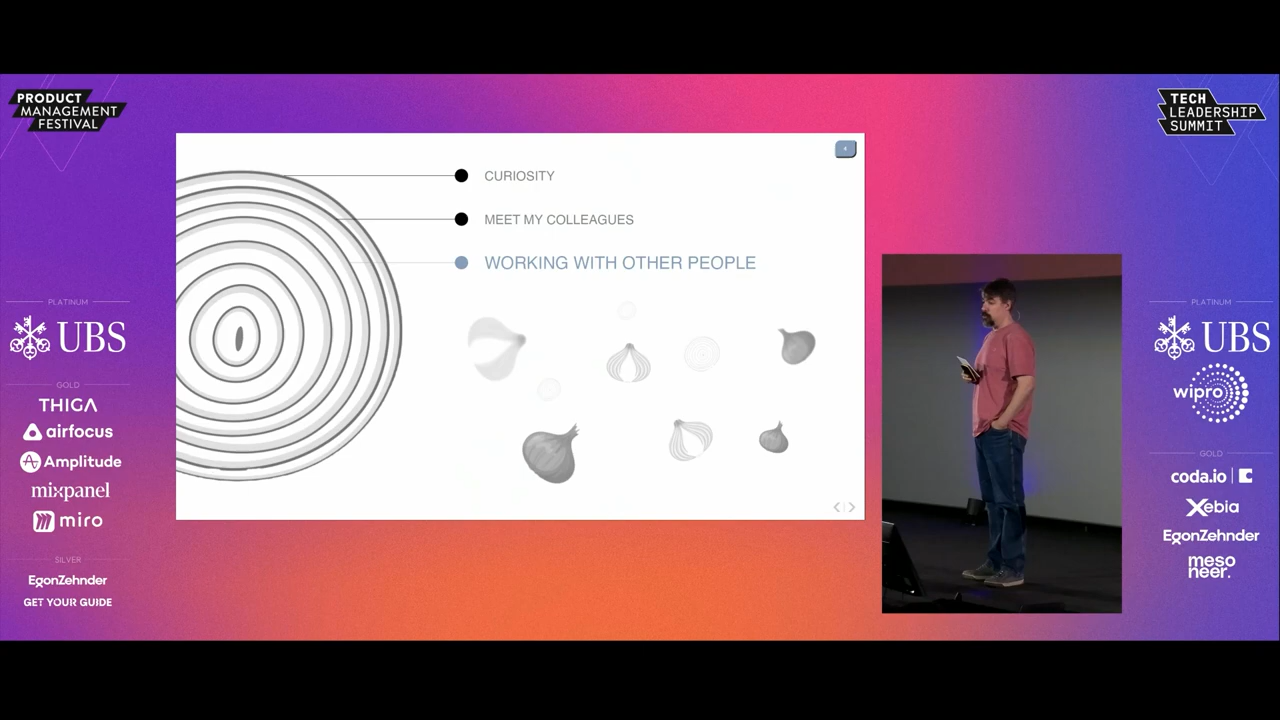 PRODUCT
MANAGEMENT
FESTIVAL
TECH
LEADERSHIP
SUMMIT
CURIOSITY
MEET MY COLLEAGUES
WORKING WITH OTHER PEOPLE
PLATINUM
UBS
GOLD
THIGA
airfocus
Amplitude
mixpanel
miro
SILVER
EgonZehnder
GET YOUR GUIDE
PLATINUM
UBS
wipro
GOLD
coda.io
Xebia
EgonZehnder
meso
neer.